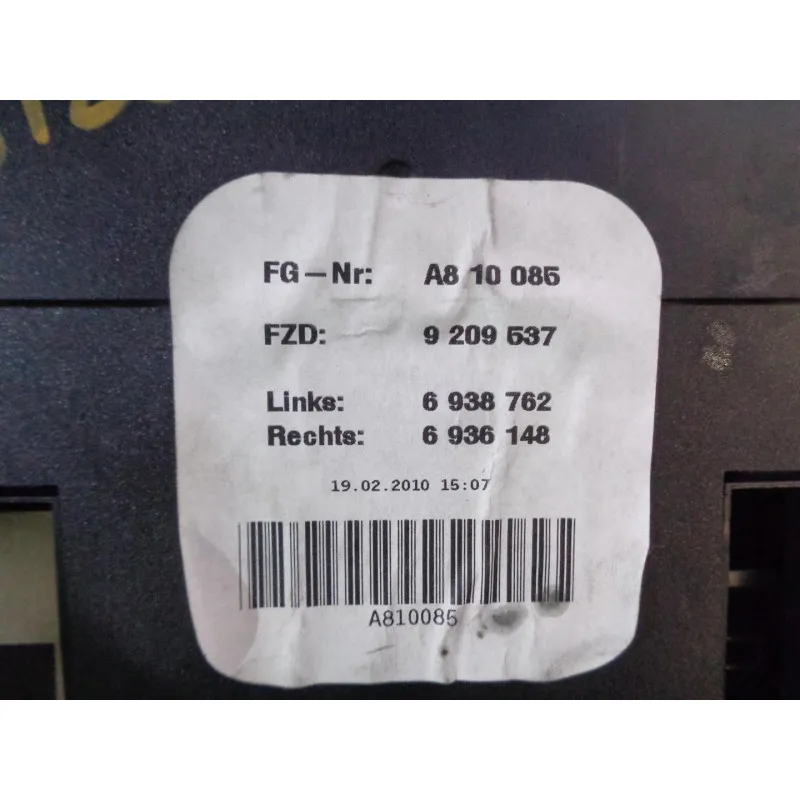 FG-Nr: A8 10 085
FZD: 9 209 537
Links: 6 938 762
Rechts: 6 936 148
19.02.2010 15:07
A810085